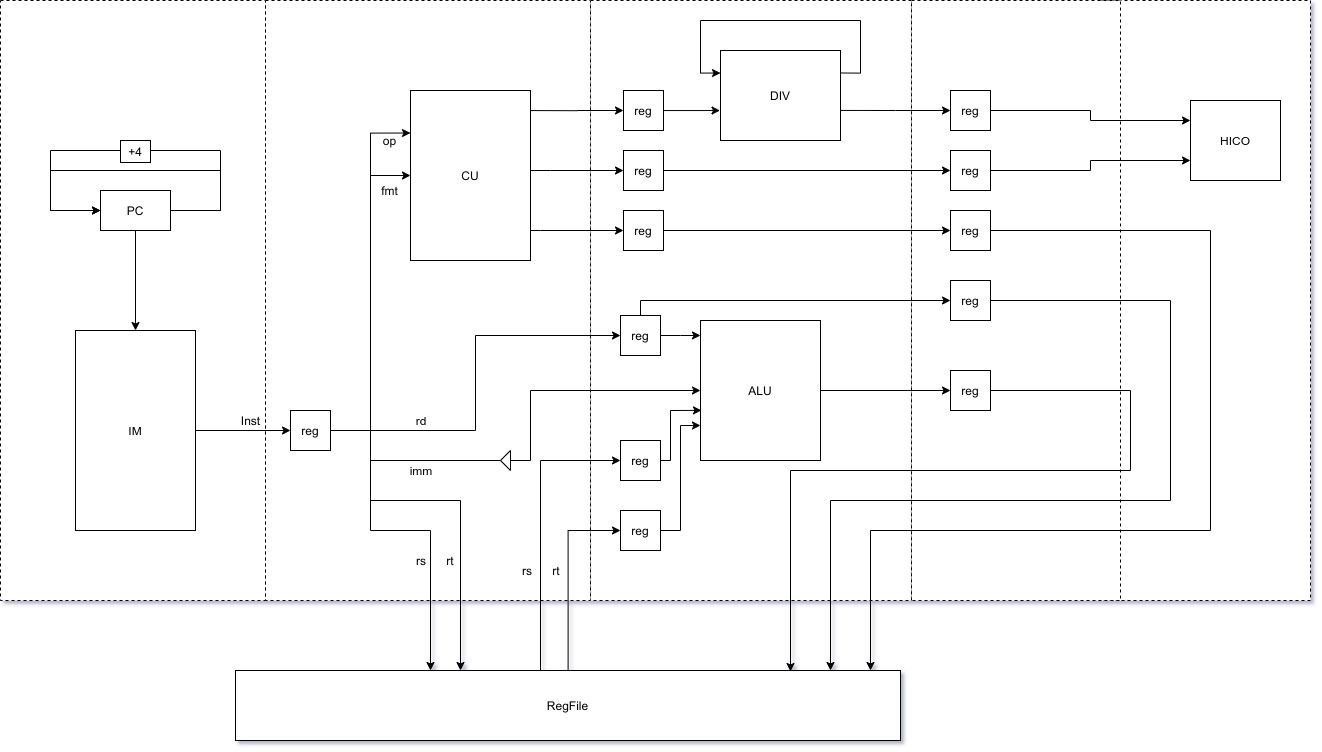 DIV
reg
reg
+4
op
HICO
CU
reg
reg
fmt
PC
reg
reg
reg
reg
ALU
reg
Inst
rd
IM
reg
imm
reg
reg
rs
rt
rs
rt
RegFile